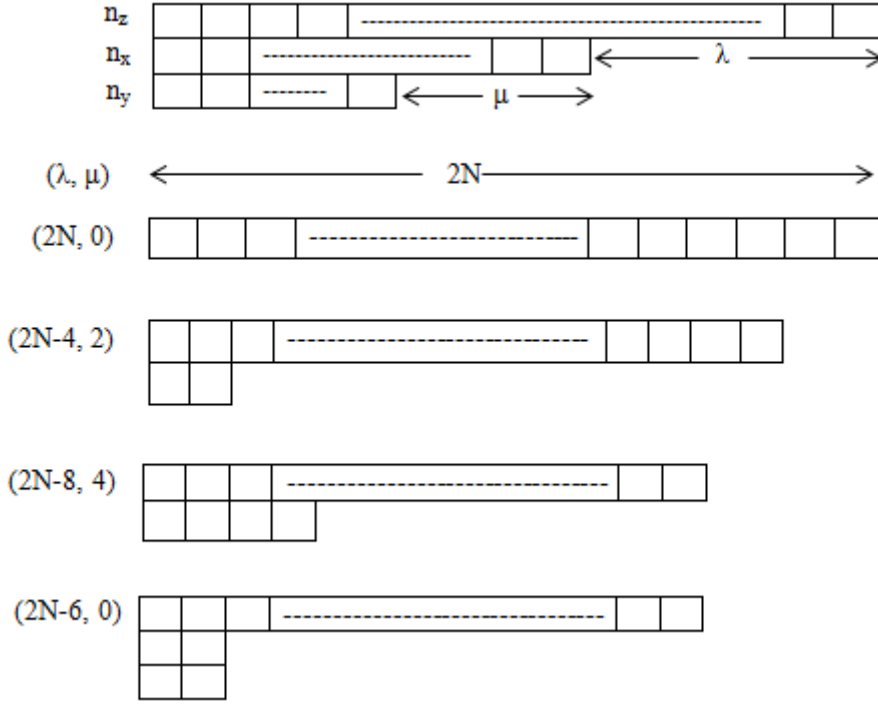 n_z
n_x λ
n_y μ
(λ, μ) 2N
(2N, 0)
(2N-4, 2)
(2N-8, 4)
(2N-6, 0)